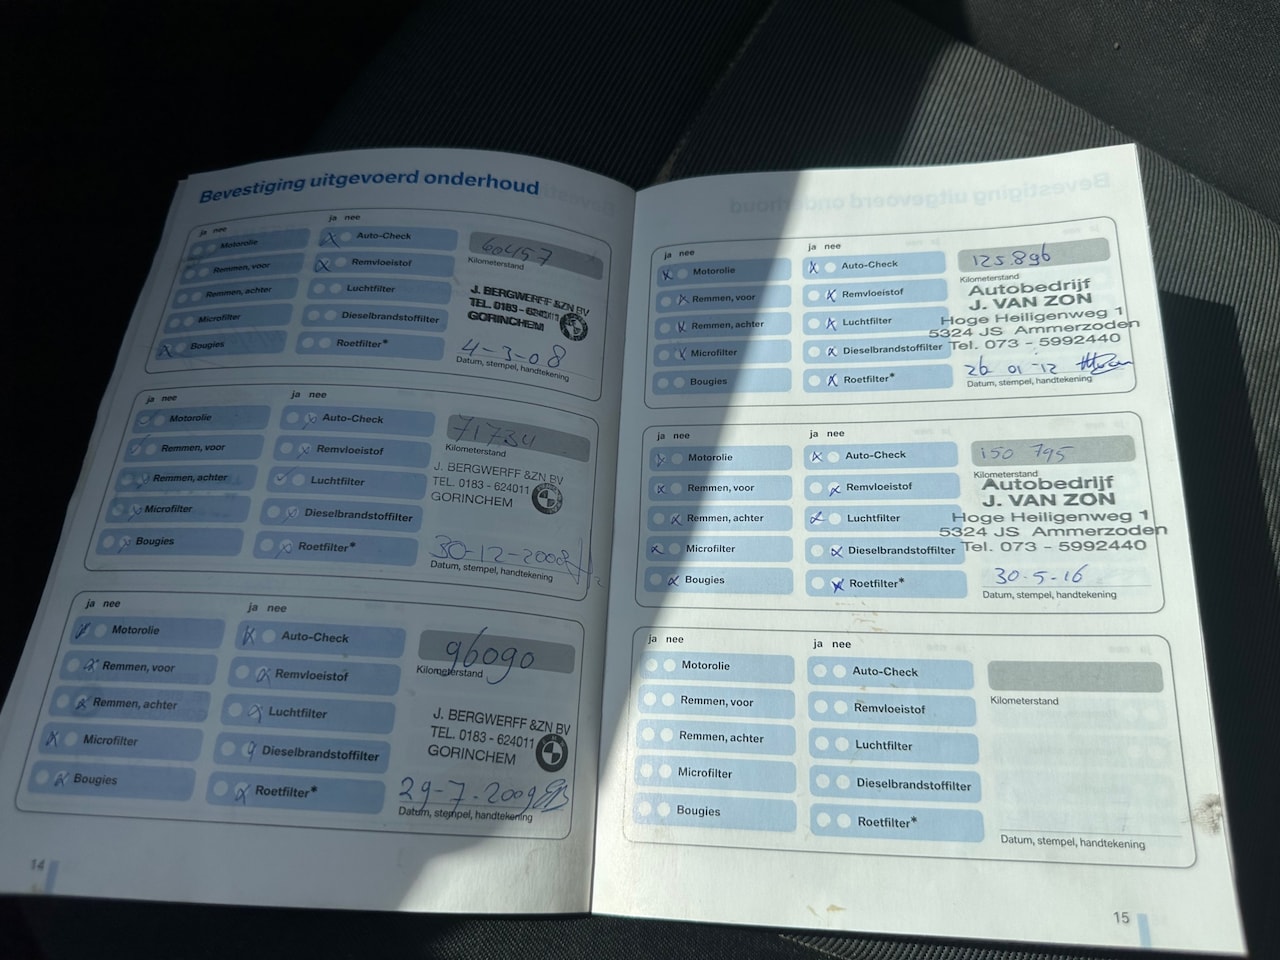 Bevestiging uitgevoerd onderhoud
ja nee
ja nee
Motorolie
Auto-Check
Remmen, voor
Remvloeistof
Remmen, achter
Luchtfilter
Microfilter
Dieselbrandstoffilter
Bougies
Roetfilter*
60457
Kilometerstand
J. BERGWERFF &ZN BV
TEL. 0183 - 624011
GORINCHEM
4-3-08
Datum, stempel, handtekening
ja nee
ja nee
Motorolie
Auto-Check
Remmen, voor
Remvloeistof
Remmen, achter
Luchtfilter
Microfilter
Dieselbrandstoffilter
Bougies
Roetfilter*
71734
Kilometerstand
J. BERGWERFF &ZN BV
TEL. 0183 - 624011
GORINCHEM
30-12-2008
Datum, stempel, handtekening
ja nee
ja nee
Motorolie
Auto-Check
Remmen, voor
Remvloeistof
Remmen, achter
Luchtfilter
Microfilter
Dieselbrandstoffilter
Bougies
Roetfilter*
96090
Kilometerstand
J. BERGWERFF &ZN BV
TEL. 0183 - 624011
GORINCHEM
29-7-2009
Datum, stempel, handtekening
14
ja nee
ja nee
Motorolie
Auto-Check
Remmen, voor
Remvloeistof
Remmen, achter
Luchtfilter
Microfilter
Dieselbrandstoffilter
Bougies
Roetfilter*
125.896
Kilometerstand
Autobedrijf
J. VAN ZON
Hoge Heiligenweg 1
5324 JS Ammerzoden
Tel. 073 - 5992440
26 01-12
Datum, stempel, handtekening
ja nee
ja nee
Motorolie
Auto-Check
Remmen, voor
Remvloeistof
Remmen, achter
Luchtfilter
Microfilter
Dieselbrandstoffilter
Bougies
Roetfilter*
150 795
Kilometerstand
Autobedrijf
J. VAN ZON
Hoge Heiligenweg 1
5324 JS Ammerzoden
Tel. 073 - 5992440
30-5-16
Datum, stempel, handtekening
ja nee
ja nee
Motorolie
Auto-Check
Remmen, voor
Remvloeistof
Remmen, achter
Luchtfilter
Microfilter
Dieselbrandstoffilter
Bougies
Roetfilter*
Kilometerstand
Datum, stempel, handtekening
15